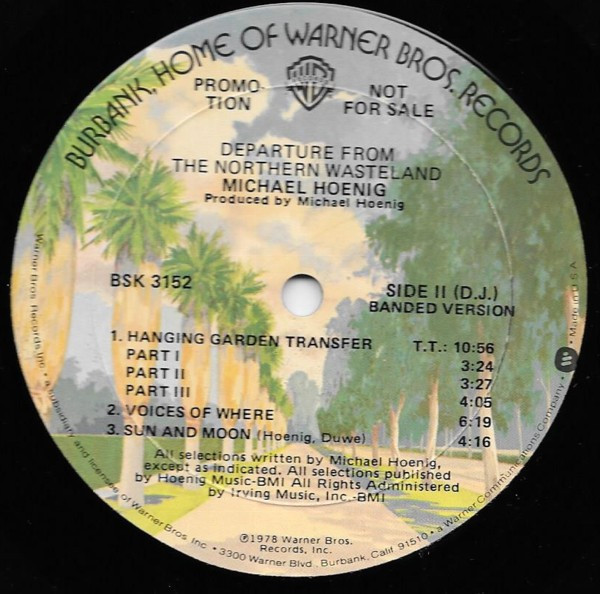 BURBANK, HOME OF WARNER BROS. RECORDS
PROMO-
TION
NOT
FOR SALE
DEPARTURE FROM
THE NORTHERN WASTELAND
MICHAEL HOENIG
Produced by Michael Hoenig
BSK 3152
SIDE II (D.J.)
BANDED VERSION
1. HANGING GARDEN TRANSFER T.T.: 10:56
PART I 3:24
PART II 3:27
PART III 4:05
2. VOICES OF WHERE 6:19
3. SUN AND MOON (Hoenig, Duwe) 4:16
All selections written by Michael Hoenig,
except as indicated. All selections published
by Hoenig Music-BMI All Rights Administered
by Irving Music, Inc.-BMI
℗1978 Warner Bros.
Records, Inc.
Warner Bros. Records Inc. • a subsidiary and licensee of Warner Bros. Inc. • 3300 Warner Blvd., Burbank, Calif. 91510 • a Warner Communications Company • Made in U.S.A.